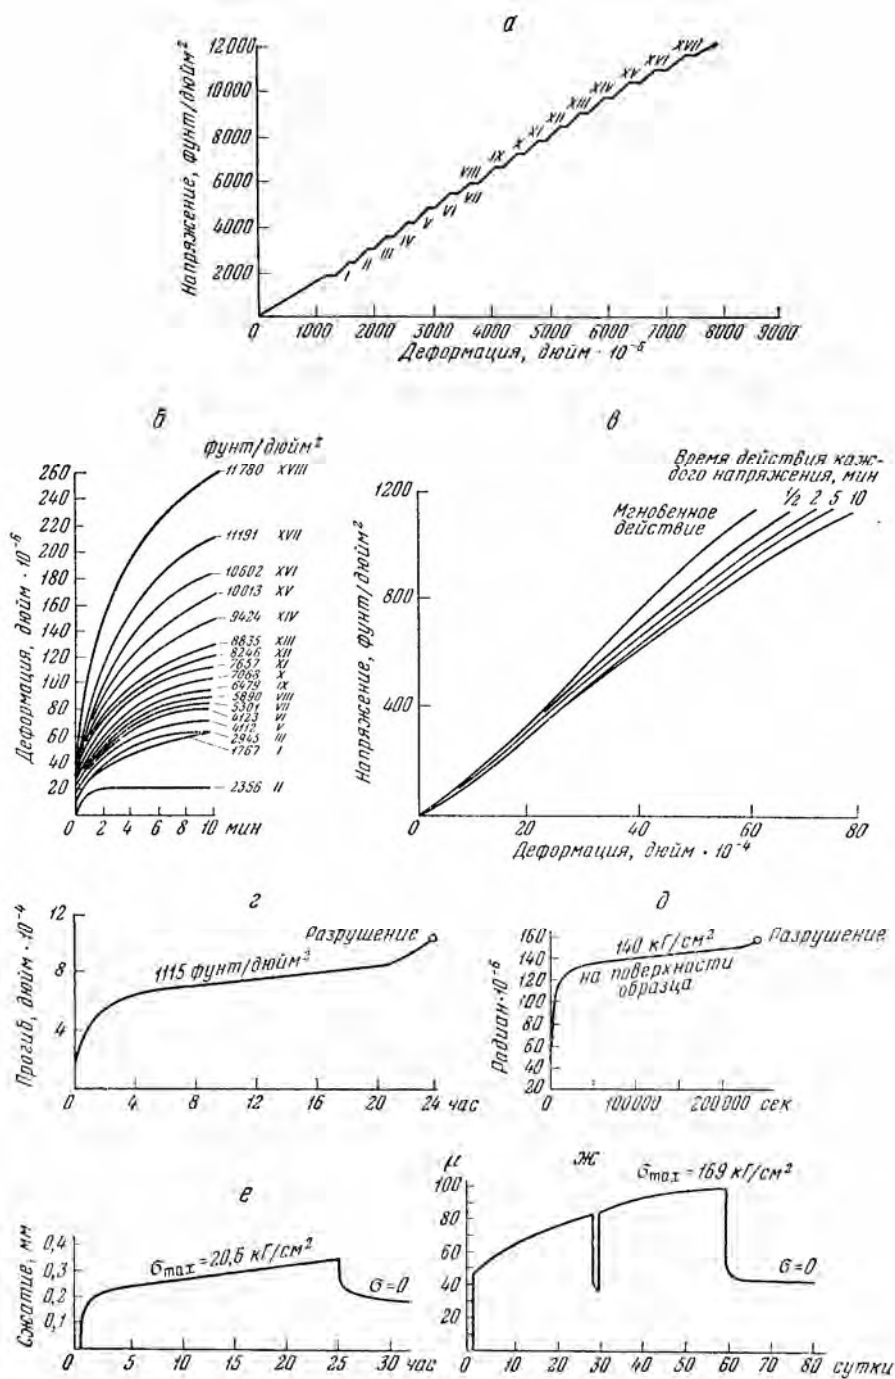 а
Напряжение, фунт/дюйм²
12000
10000
8000
6000
4000
2000
0
I
II
III
IV
V
VI
VII
VIII
IX
X
XI
XII
XIII
XIV
XV
XVI
XVII
1000 2000 3000 4000 5000 6000 7000 8000 9000
Деформация, дюйм · 10⁻⁶
б
фунт/дюйм²
Деформация, дюйм · 10⁻⁶
260
240
220
200
180
160
140
120
100
80
60
40
20
0
11780 XVIII
11191 XVII
10602 XVI
10013 XV
9424 XIV
8835 XIII
8246 XII
7657 XI
7068 X
6479 IX
5890 VIII
5301 VII
4123 VI
4112 V
2945 III
1767 I
2356 II
2 4 6 8 10 мин
в
Время действия каж-
дого напряжения, мин
Мгновенное
действие
½ 2 5 10
Напряжение, фунт/дюйм²
1200
800
400
0 20 40 60 80
Деформация, дюйм · 10⁻⁴
г
Прогиб, дюйм · 10⁻⁴
12
8
4
Разрушение
1115 фунт/дюйм²
0 4 8 12 16 20 24 час
д
Радиан · 10⁻⁶
160
140
120
100
80
60
140
20
140 кГ/см²
на поверхности
образца
Разрушение
0 100000 200000 сек
е
Сжатие, мм
0,4
0,3
0,2
0,1
σmax = 20,6 кГ/см²
σ=0
0 5 10 15 20 25 30 час
ж
μ
100
80
60
40
20
σmax = 169 кГ/см²
σ=0
0 10 20 30 40 50 60 70 80 сутки